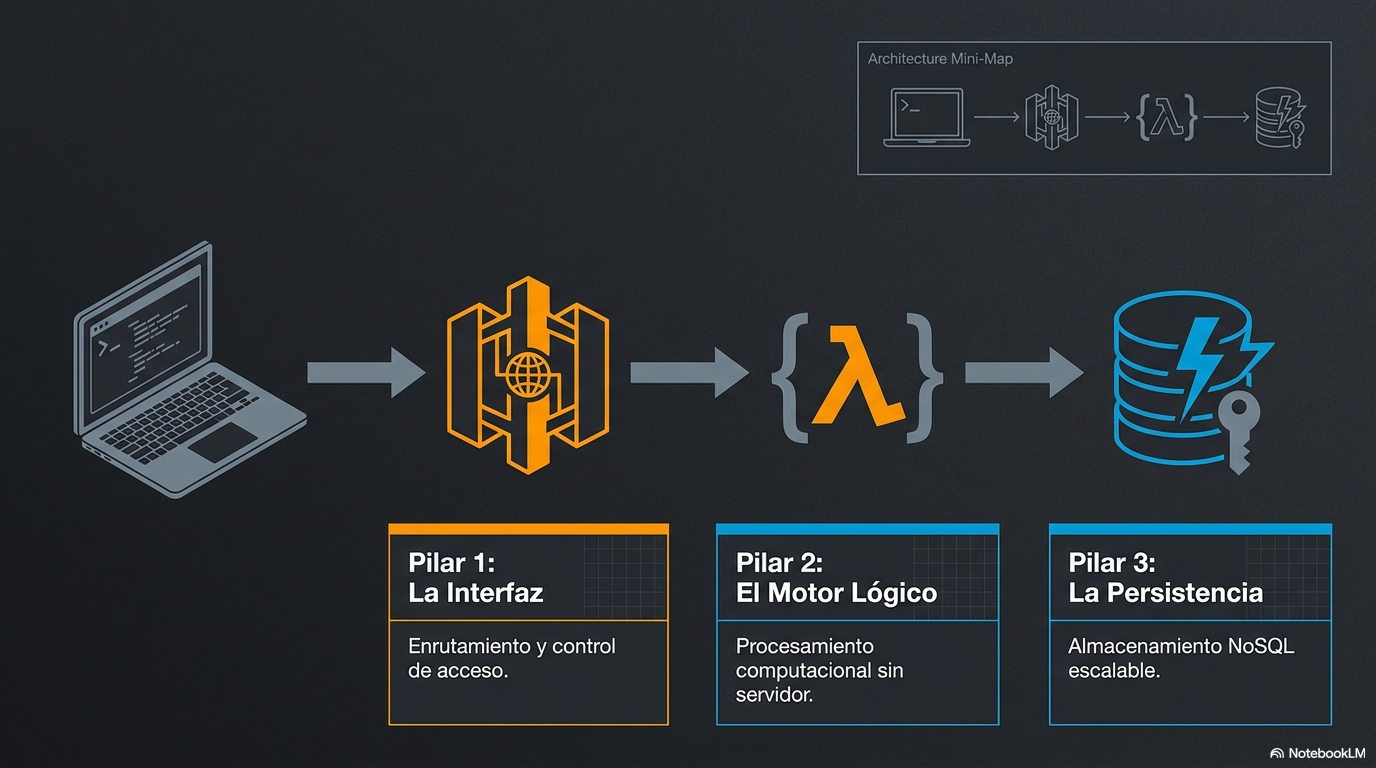 Architecture Mini-Map
>_
{λ}
>_
{λ}
Pilar 1:
La Interfaz
Enrutamiento y control
de acceso.
Pilar 2:
El Motor Lógico
Procesamiento
computacional sin
servidor.
Pilar 3:
La Persistencia
Almacenamiento NoSQL
escalable.
NotebookLM